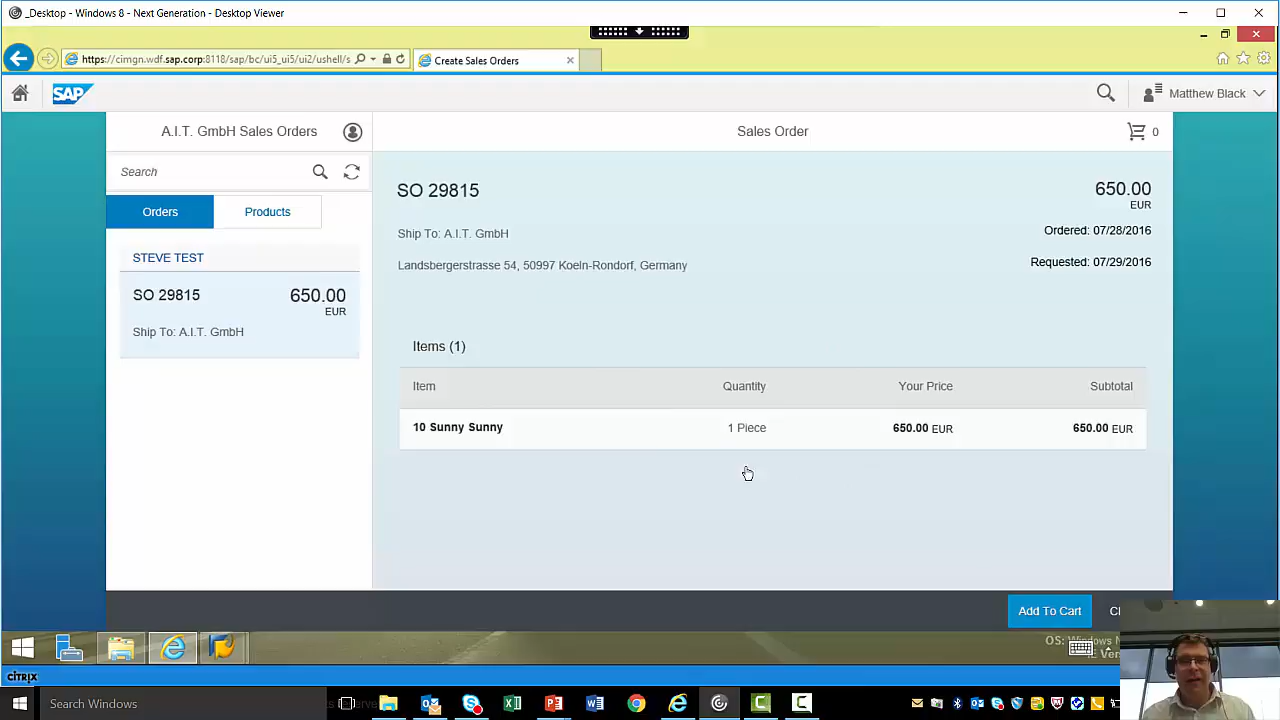 _Desktop - Windows 8 - Next Generation - Desktop Viewer
https://cimgn.wdf.sap.corp:8118/sap/bc/ui5_ui5/ui2/ushell/s
Create Sales Orders
SAP
Matthew Black
A.I.T. GmbH Sales Orders
Sales Order
0
Search
Orders
Products
STEVE TEST
SO 29815
650.00
EUR
Ship To: A.I.T. GmbH
SO 29815
650.00
EUR
Ship To: A.I.T. GmbH
Ordered: 07/28/2016
Landsbergerstrasse 54, 50997 Koeln-Rondorf, Germany
Requested: 07/29/2016
Items (1)
Item Quantity Your Price Subtotal
10 Sunny Sunny 1 Piece 650.00 EUR 650.00 EUR
Add To Cart
OS: Windows
IE Ver
CITRIX
Search Windows